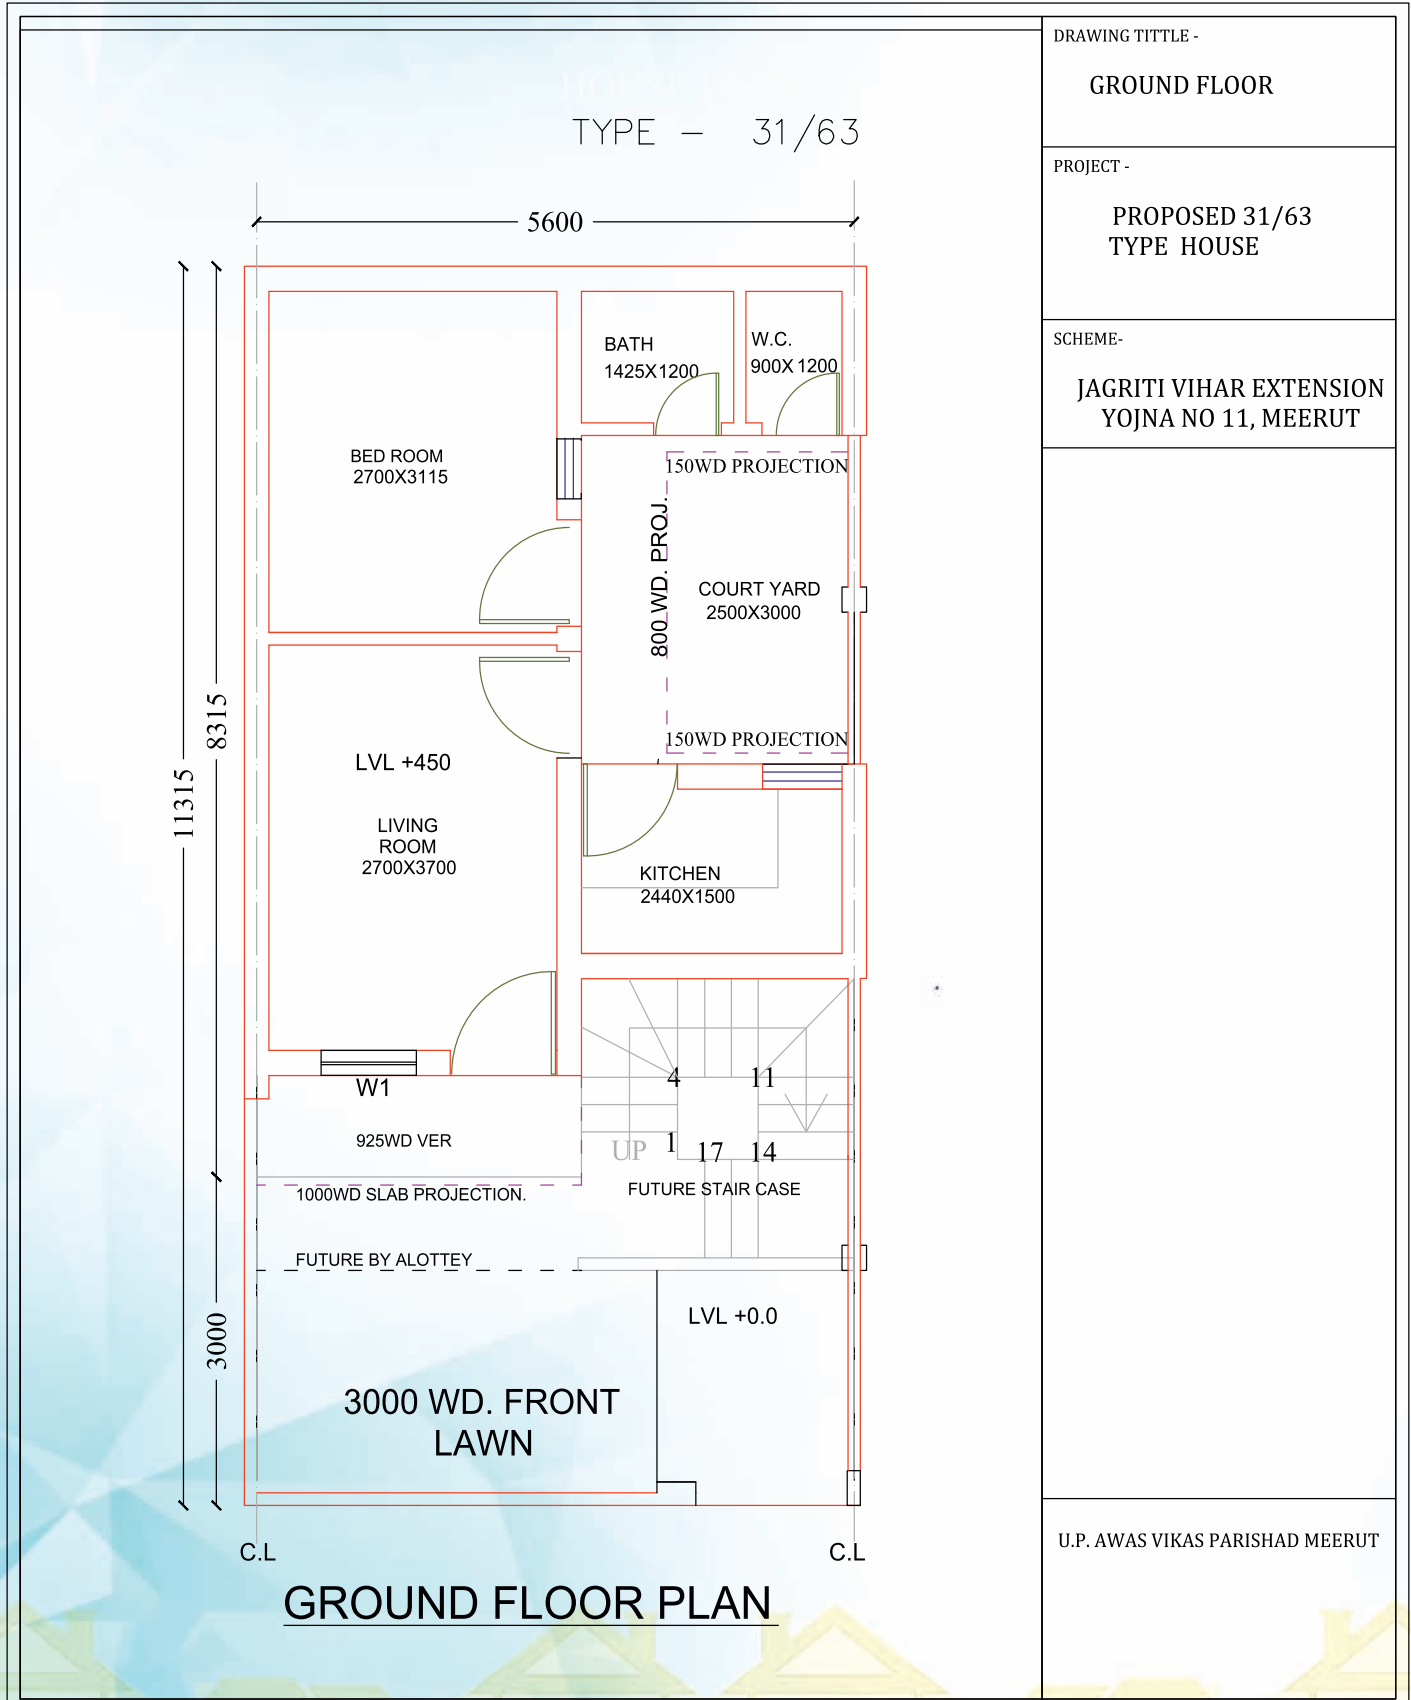 DRAWING TITTLE -
GROUND FLOOR
PROJECT -
PROPOSED 31/63
TYPE HOUSE
SCHEME-
JAGRITI VIHAR EXTENSION
YOJNA NO 11, MEERUT
U.P. AWAS VIKAS PARISHAD MEERUT
TYPE - 31/63
5600
11315
8315
3000
BATH
1425X1200
W.C.
900X1200
BED ROOM
2700X3115
150WD PROJECTION
800 WD. PROJ.
COURT YARD
2500X3000
150WD PROJECTION
LVL +450
LIVING
ROOM
2700X3700
KITCHEN
2440X1500
W1
925WD VER
4
11
UP
1
17
14
FUTURE STAIR CASE
1000WD SLAB PROJECTION.
FUTURE BY ALOTTEY
LVL +0.0
3000 WD. FRONT
LAWN
C.L
C.L
GROUND FLOOR PLAN